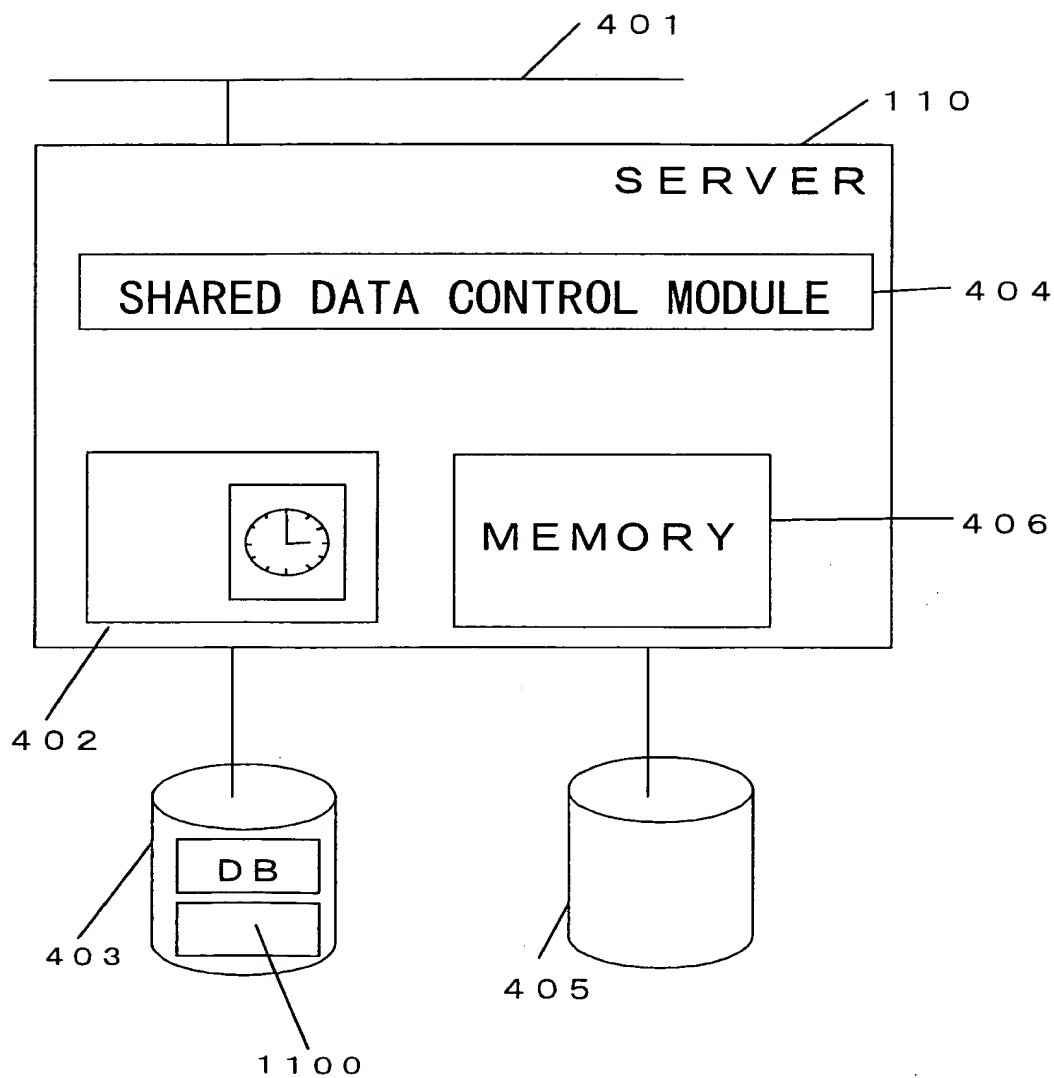 401
110
SERVER
SHARED DATA CONTROL MODULE
404
MEMORY
406
402
DB
403
405
1100